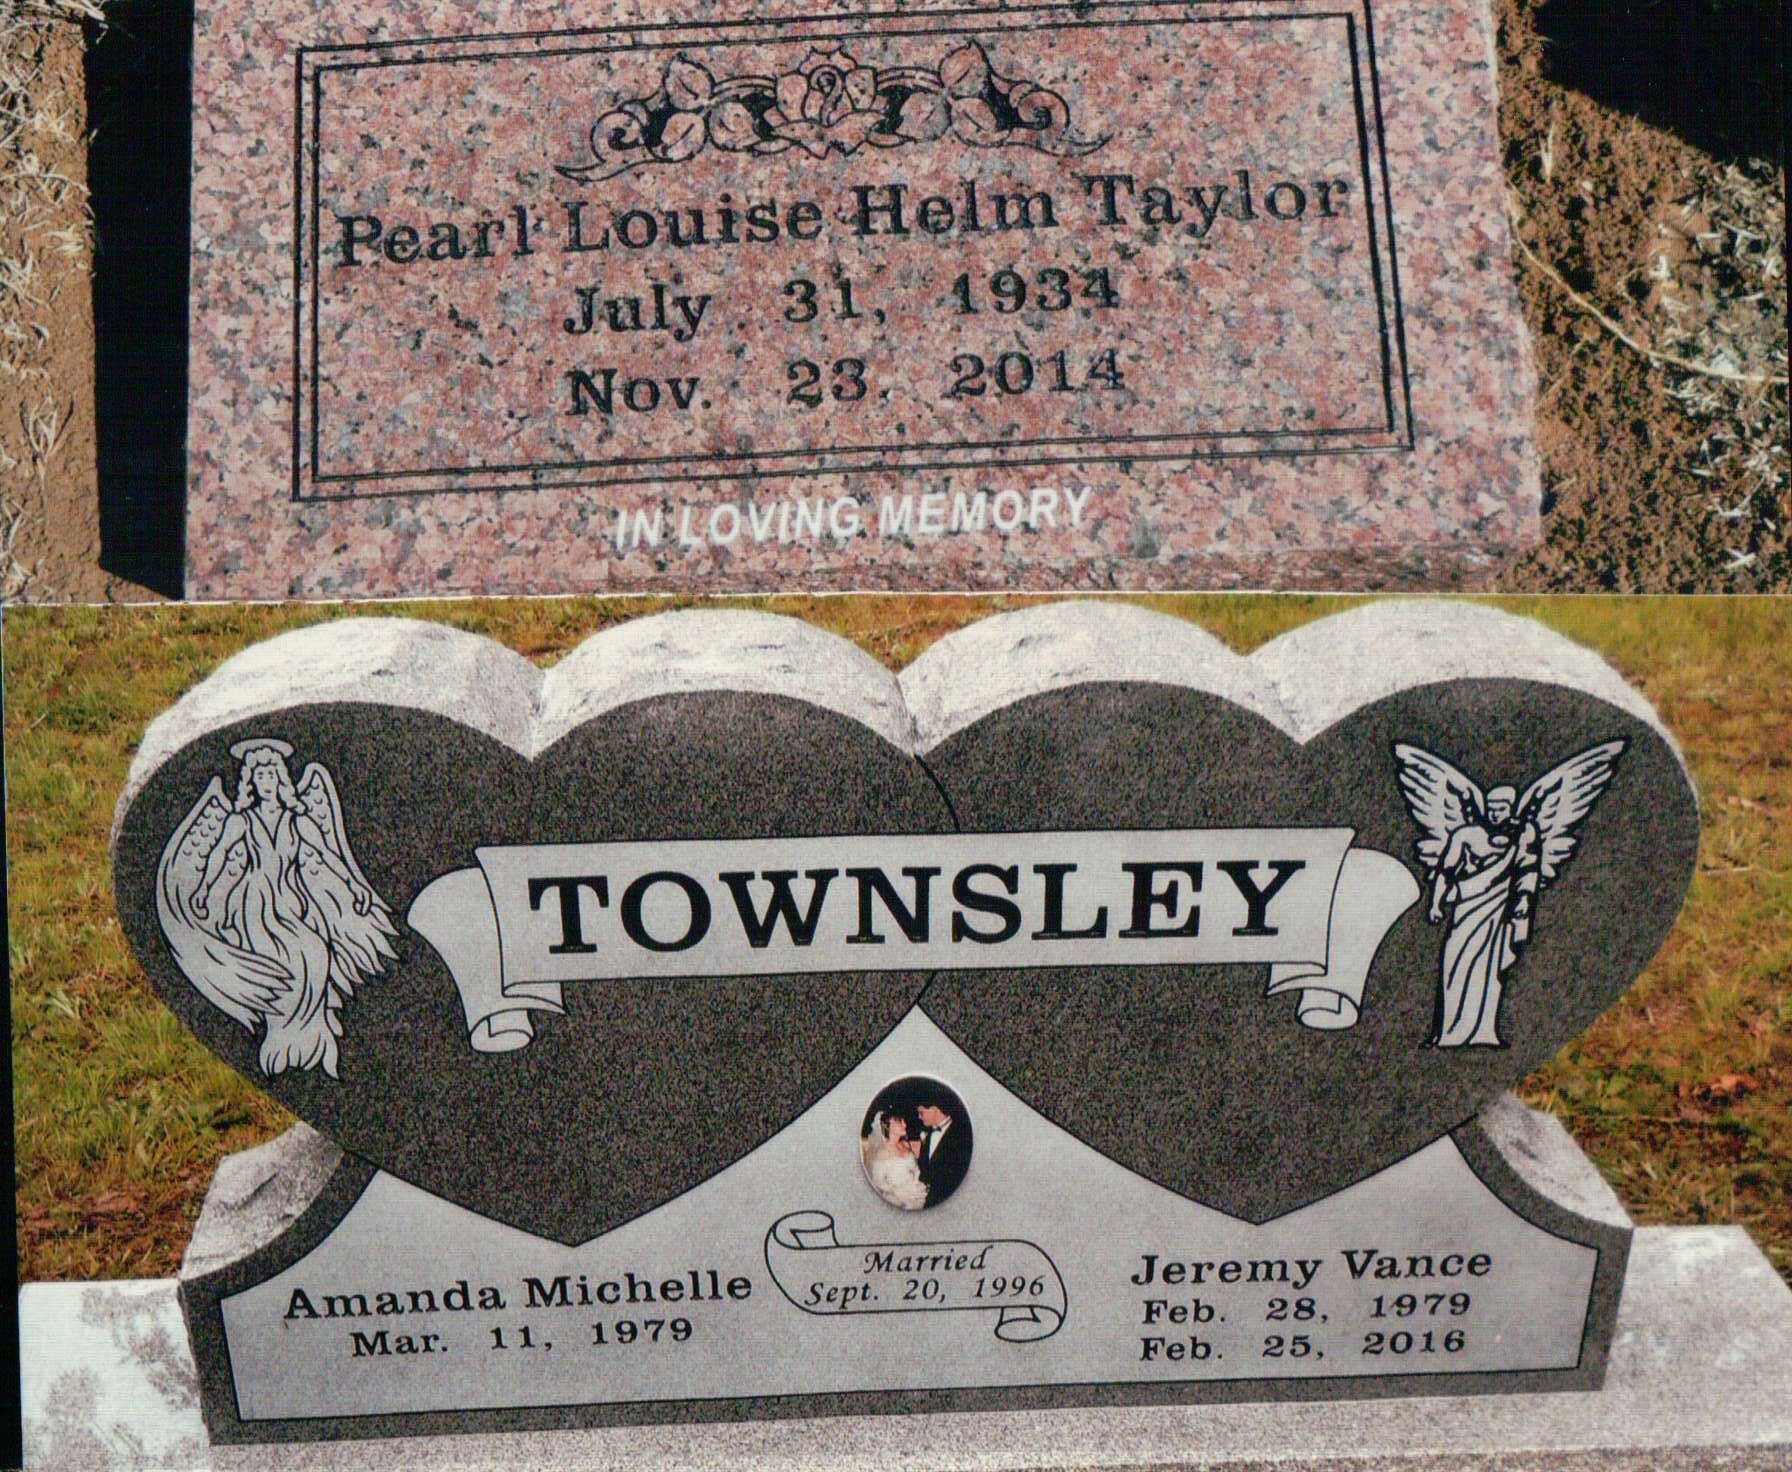 Pearl Louise Helm Taylor
July 31, 1934
Nov. 23, 2014
IN LOVING MEMORY
TOWNSLEY
Married
Sept. 20, 1996
Amanda Michelle
Mar. 11, 1979
Jeremy Vance
Feb. 28, 1979
Feb. 25, 2016